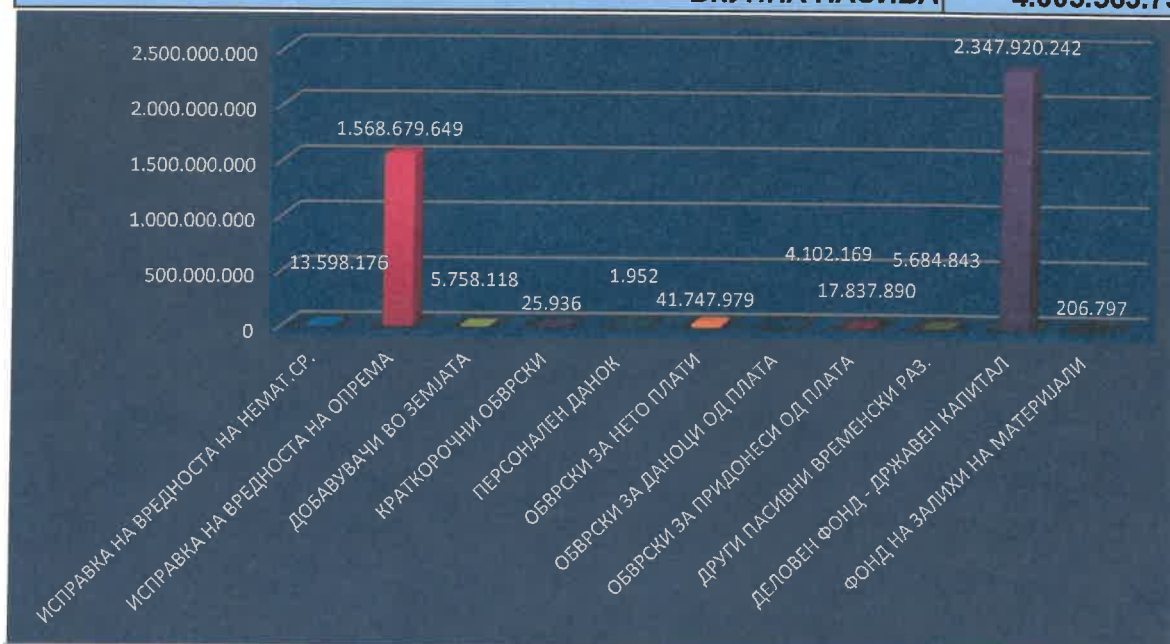 2.500.000.000
2.000.000.000
1.500.000.000
1.000.000.000
500.000.000
0
13.598.176
1.568.679.649
5.758.118
25.936
1.952
41.747.979
4.102.169
17.837.890
5.684.843
2.347.920.242
206.797
ИСПРАВКА НА ВРЕДНОСТА НА НЕМАТ.СР.
ИСПРАВКА НА ВРЕДНОСТА НА ОПРЕМА
ДОБАВУВАЧИ ВО ЗЕМЈАТА
КРАТКОРОЧНИ ОБВРСКИ
ПЕРСОНАЛЕН ДАНОК
ОБВРСКИ ЗА НЕТО ПЛАТИ
ОБВРСКИ ЗА ДАНОЦИ ОД ПЛАТА
ОБВРСКИ ЗА ПРИДОНЕСИ ОД ПЛАТА
ДРУГИ ПАСИВНИ ВРЕМЕНСКИ РАЗ.
ДЕЛОВЕН ФОНД - ДРЖАВЕН КАПИТАЛ
ФОНД НА ЗАЛИХИ НА МАТЕРИЈАЛИ